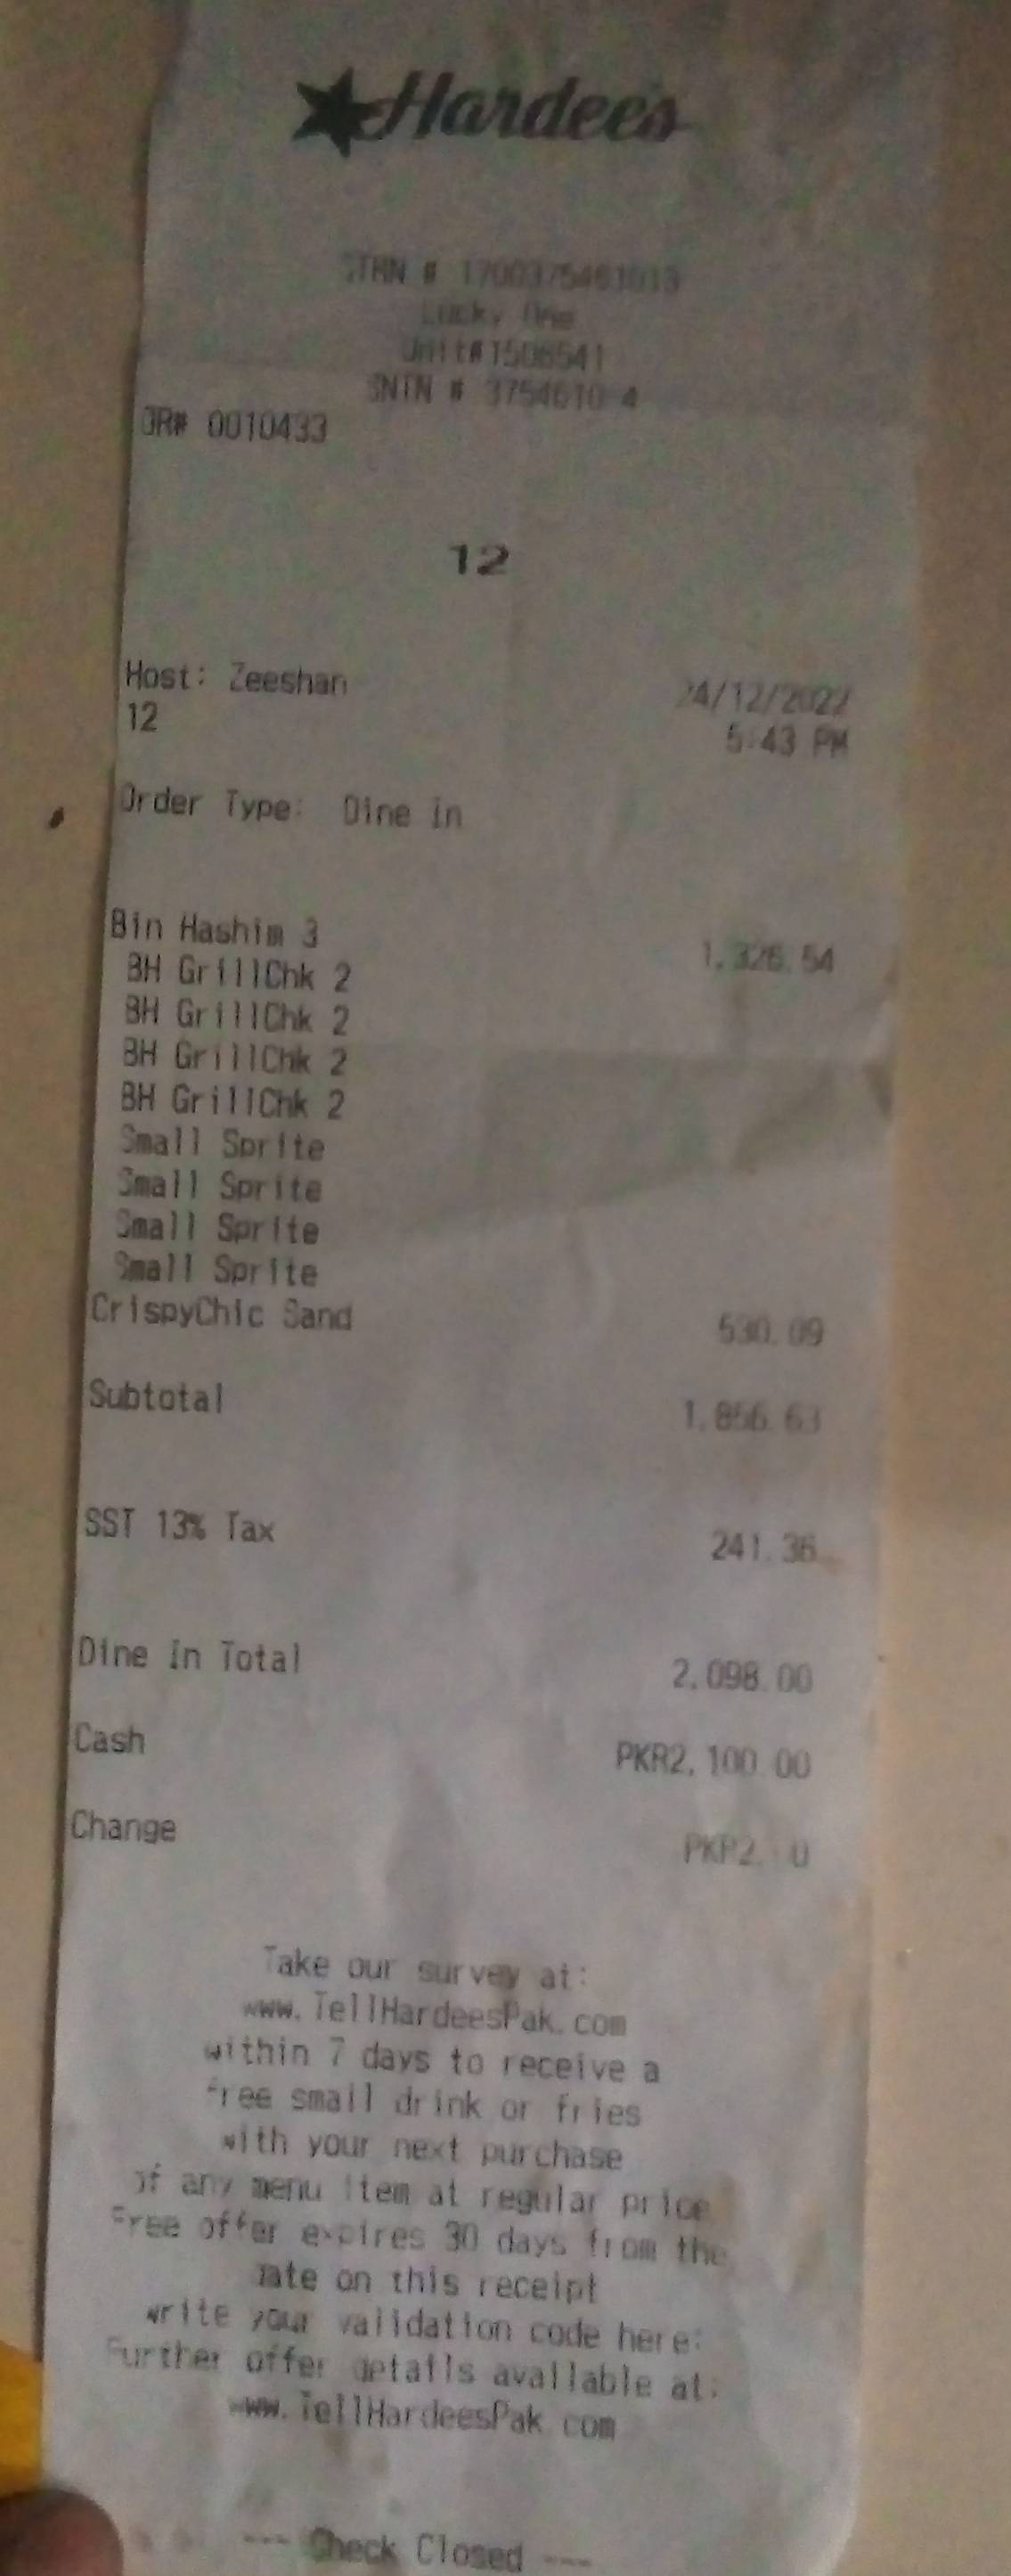 Hardee's
STRN # 1700375461013
Lucky One
Unit#1506541
SNTN # 3754610-4
OR# 0010433
12
Host: Zeeshan
24/12/2022
12
5:43 PM
Order Type: Dine in
Bin Hashim 3 1,326.54
BH GrillChk 2
BH GrillChk 2
BH GrillChk 2
BH GrillChk 2
Small Sprite
Small Sprite
Small Sprite
Small Sprite
CrispyChic Sand 530.09
Subtotal 1,856.63
SST 13% Tax 241.36
Dine In Total 2,098.00
Cash PKR2,100.00
Change
Take our survey at:
www.TellHardeesPak.com
within 7 days to receive a
free small drink or fries
with your next purchase
of any menu item at regular price
Free offer expires 30 days from the
date on this receipt
write your validation code here:
Further offer details available at:
www.TellHardeesPak.com
--- Check Closed ---